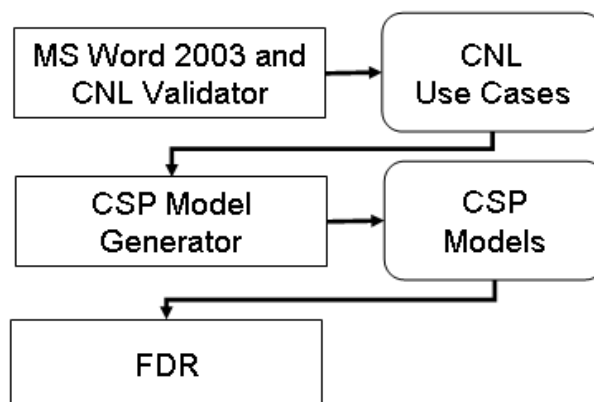 MS Word 2003 and
CNL Validator
CNL
Use Cases
CSP Model
Generator
CSP
Models
FDR